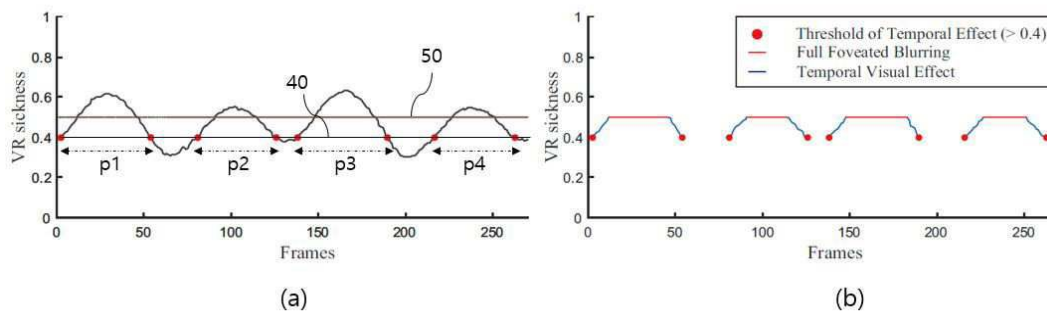 1
0.8
0.6
0.4
0.2
0
VR sickness
50
40
p1
p2
p3
p4
0
50
100
150
200
250
Frames
(a)
1
0.8
0.6
0.4
0.2
0
VR sickness
Threshold of Temporal Effect (> 0.4)
Full Foveated Blurring
Temporal Visual Effect
0
50
100
150
200
250
Frames
(b)